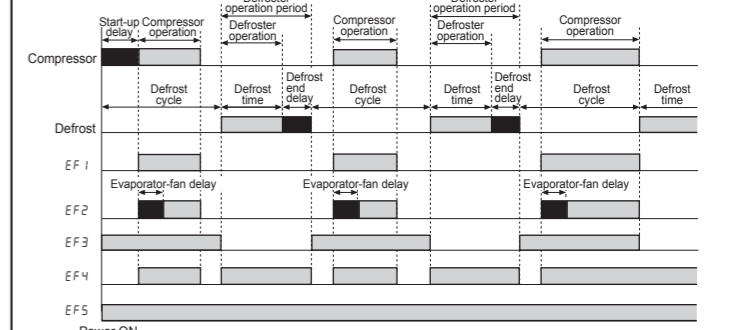 Defroster
operation period
Defroster
operation period
Start-up
delay
Compressor
operation
Defroster
operation
Compressor
operation
Defroster
operation
Compressor
operation
Compressor
Defrost
cycle
Defrost
time
Defrost
end
delay
Defrost
cycle
Defrost
time
Defrost
end
delay
Defrost
cycle
Defrost
time
Defrost
EF1
Evaporator-fan delay
Evaporator-fan delay
Evaporator-fan delay
EF2
EF3
EF4
EF5
Power ON